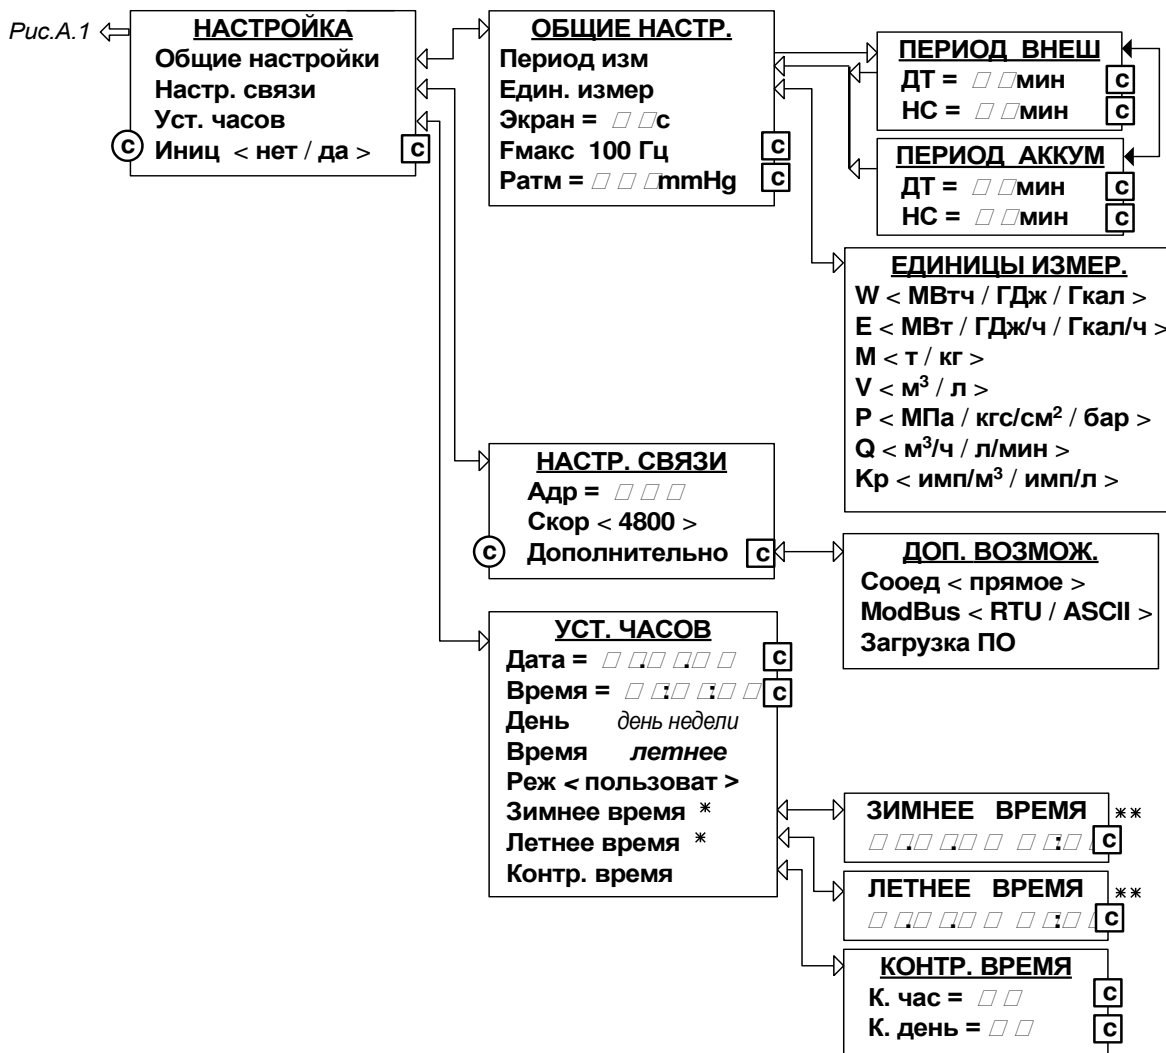 Рис.А.1
НАСТРОЙКА
Общие настройки
Настр. связи
Уст. часов
с Иниц < нет / да > с
ОБЩИЕ НАСТР.
Период изм
Един. измер
Экран = □ □с
Fмакс 100 Гц с
Ратм = □ □ □mmHg с
ПЕРИОД ВНЕШ
ДТ = □ □мин с
НС = □ □мин с
ПЕРИОД АККУМ
ДТ = □ □мин с
НС = □ □мин с
ЕДИНИЦЫ ИЗМЕР.
W < МВтч / ГДж / Гкал >
E < МВт / ГДж/ч / Гкал/ч >
M < т / кг >
V < м³ / л >
P < МПа / кгс/см² / бар >
Q < м³/ч / л/мин >
Кр < имп/м³ / имп/л >
НАСТР. СВЯЗИ
Адр = □ □ □
Скор < 4800 >
с Дополнительно с
ДОП. ВОЗМОЖ.
Сооед < прямое >
ModBus < RTU / ASCII >
Загрузка ПО
УСТ. ЧАСОВ
Дата = □ □.□ □.□ □ с
Время = □ □:□ □:□ □ с
День день недели
Время летнее
Реж < пользоват >
Зимнее время *
Летнее время *
Контр. время
ЗИМНЕЕ ВРЕМЯ **
□ □.□ □.□ □ □ □:□ □ с
ЛЕТНЕЕ ВРЕМЯ **
□ □.□ □.□ □ □ □:□ □ с
КОНТР. ВРЕМЯ
К. час = □ □ с
К. день = □ □ с